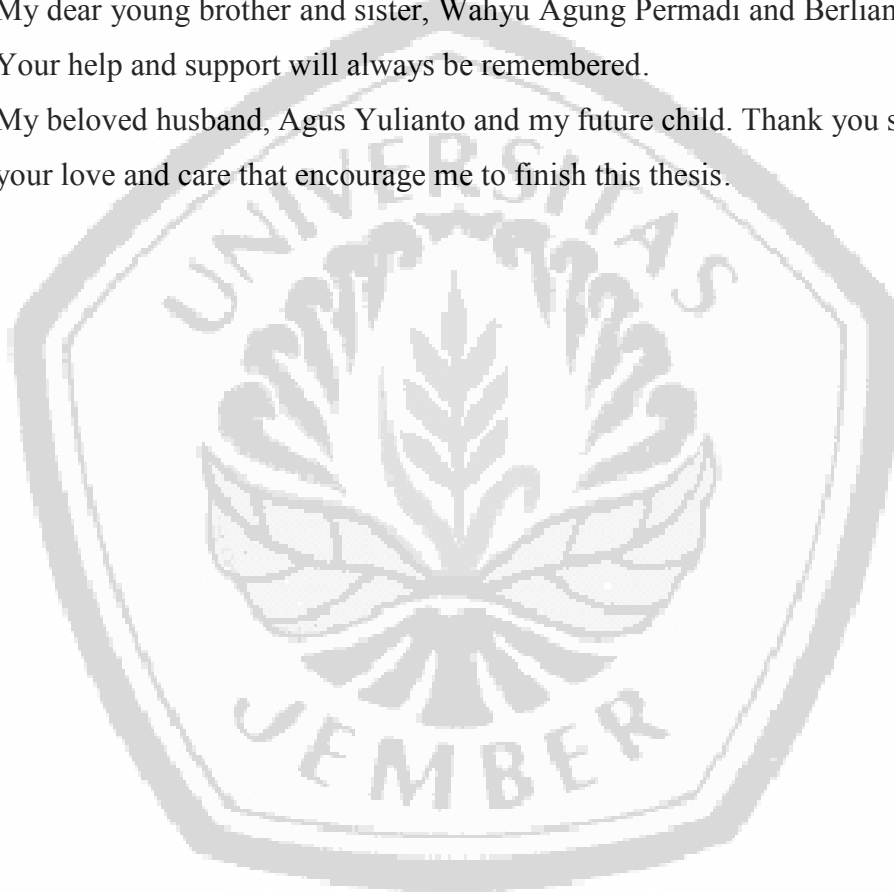 My dear young brother and sister, Wahyu Agung Permadi and Berlian
Your help and support will always be remembered.
My beloved husband, Agus Yulianto and my future child. Thank you s
your love and care that encourage me to finish this thesis.
UNIVERSITAS
JEMBER